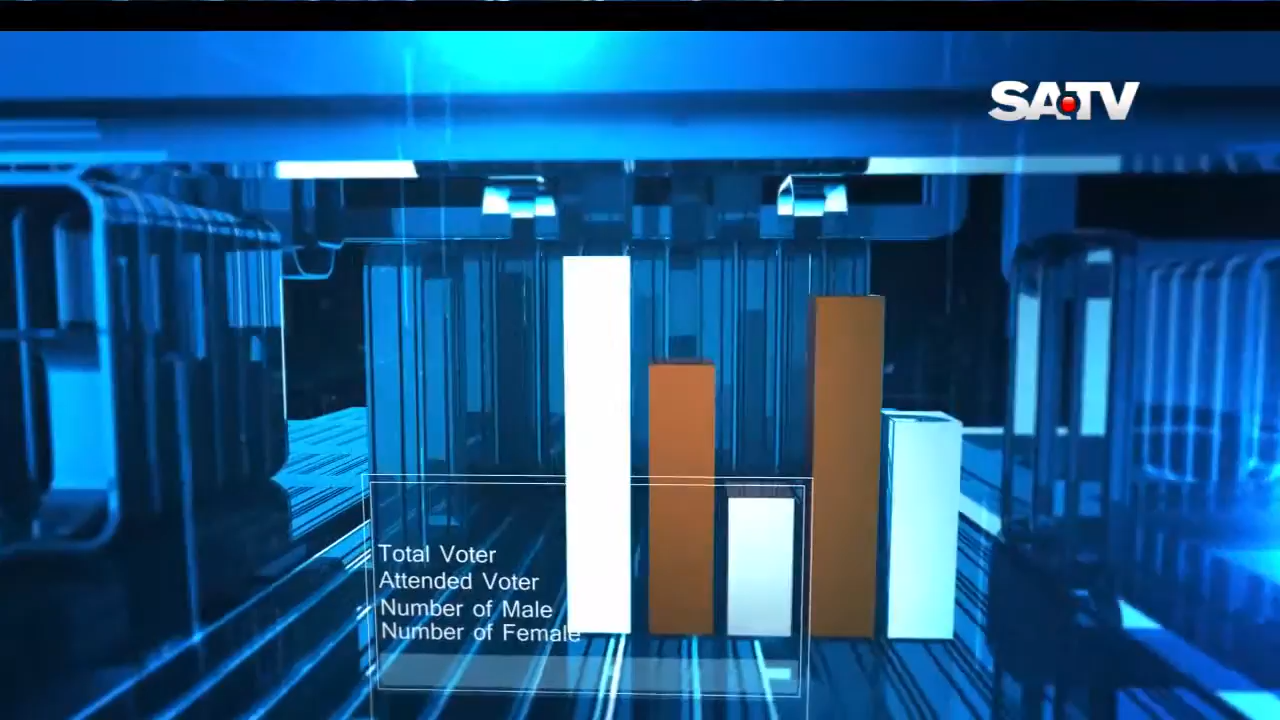 SATV
Total Voter
Attended Voter
Number of Male
Number of Female